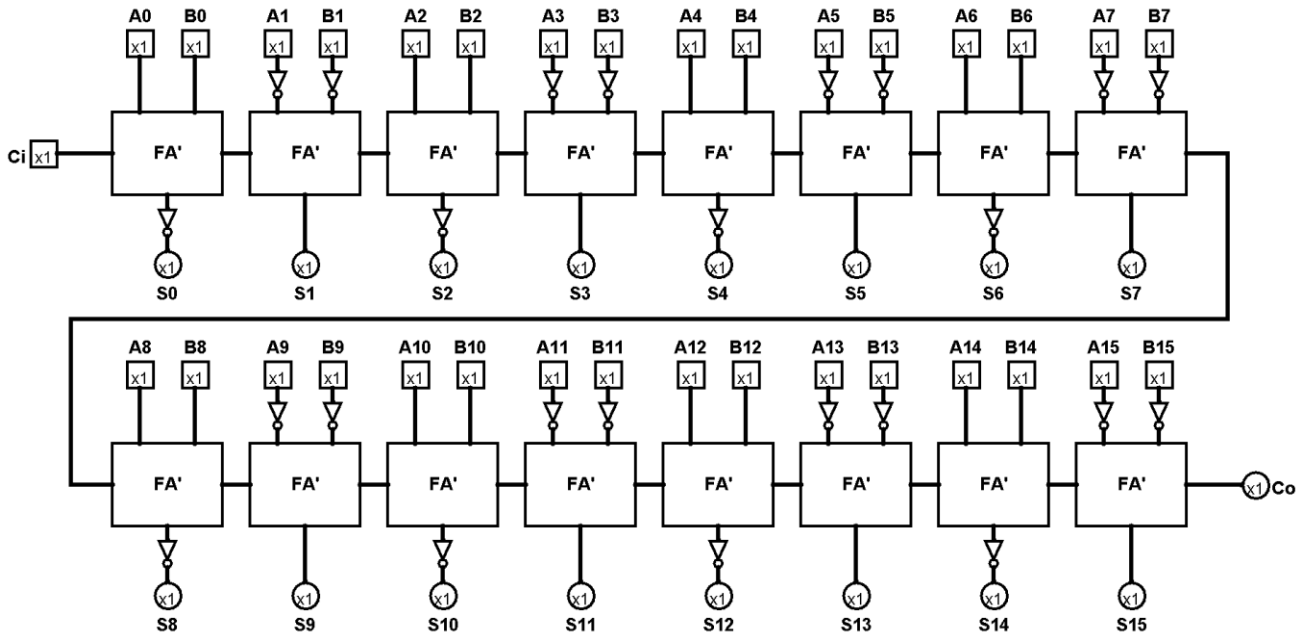 A0 B0 A1 B1 A2 B2 A3 B3 A4 B4 A5 B5 A6 B6 A7 B7
x1 x1 x1 x1 x1 x1 x1 x1 x1 x1 x1 x1 x1 x1 x1 x1
Ci x1 FA' FA' FA' FA' FA' FA' FA' FA'
x1 x1 x1 x1 x1 x1 x1 x1
S0 S1 S2 S3 S4 S5 S6 S7
A8 B8 A9 B9 A10 B10 A11 B11 A12 B12 A13 B13 A14 B14 A15 B15
x1 x1 x1 x1 x1 x1 x1 x1 x1 x1 x1 x1 x1 x1 x1 x1
FA' FA' FA' FA' FA' FA' FA' FA' x1 Co
x1 x1 x1 x1 x1 x1 x1 x1
S8 S9 S10 S11 S12 S13 S14 S15